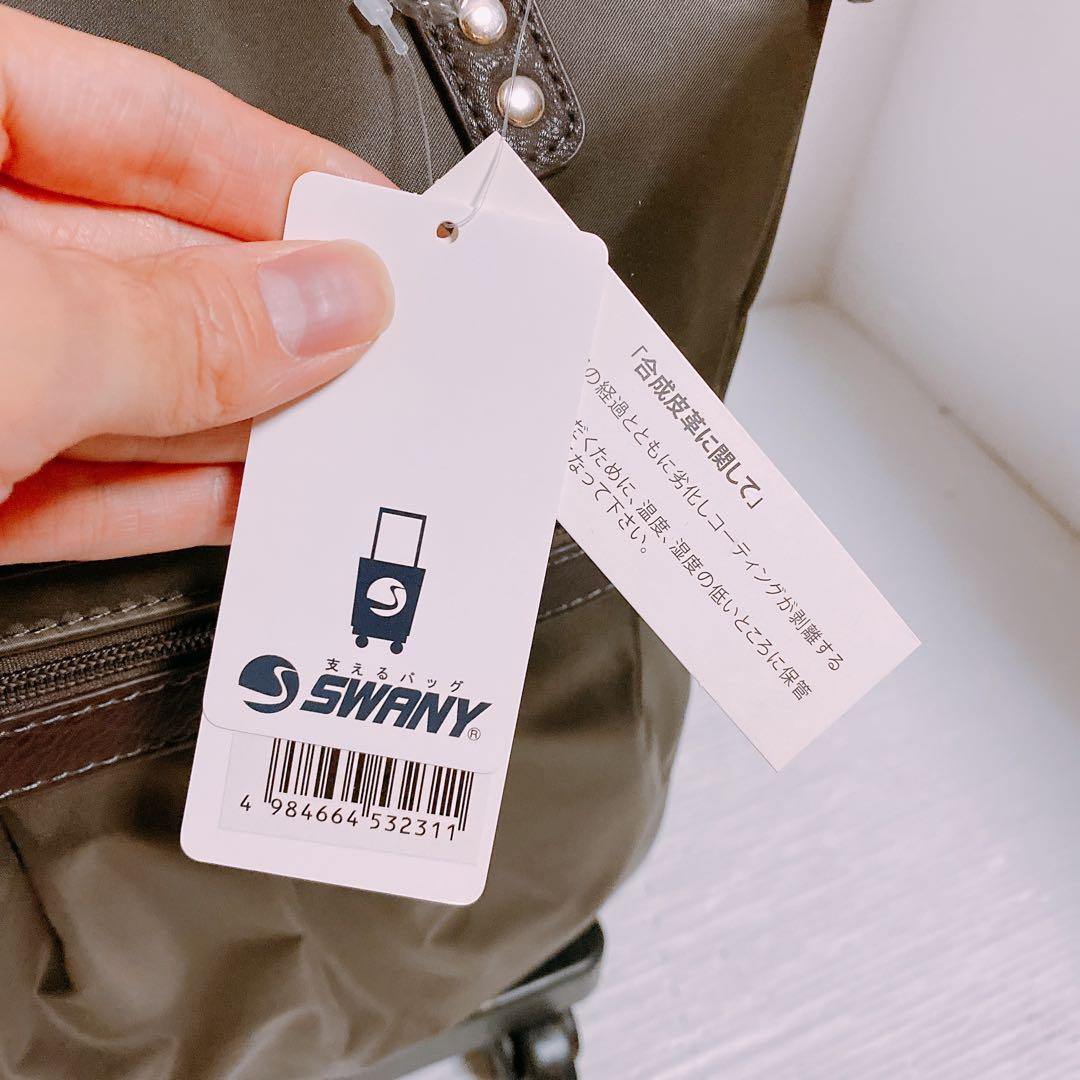 支えるバッグ
SWANY®
4 984664 532311
「合成皮革に関して」
の経過とともに劣化しコーティングが剥離する
だくために、温度、湿度の低いところに保管
なって下さい。